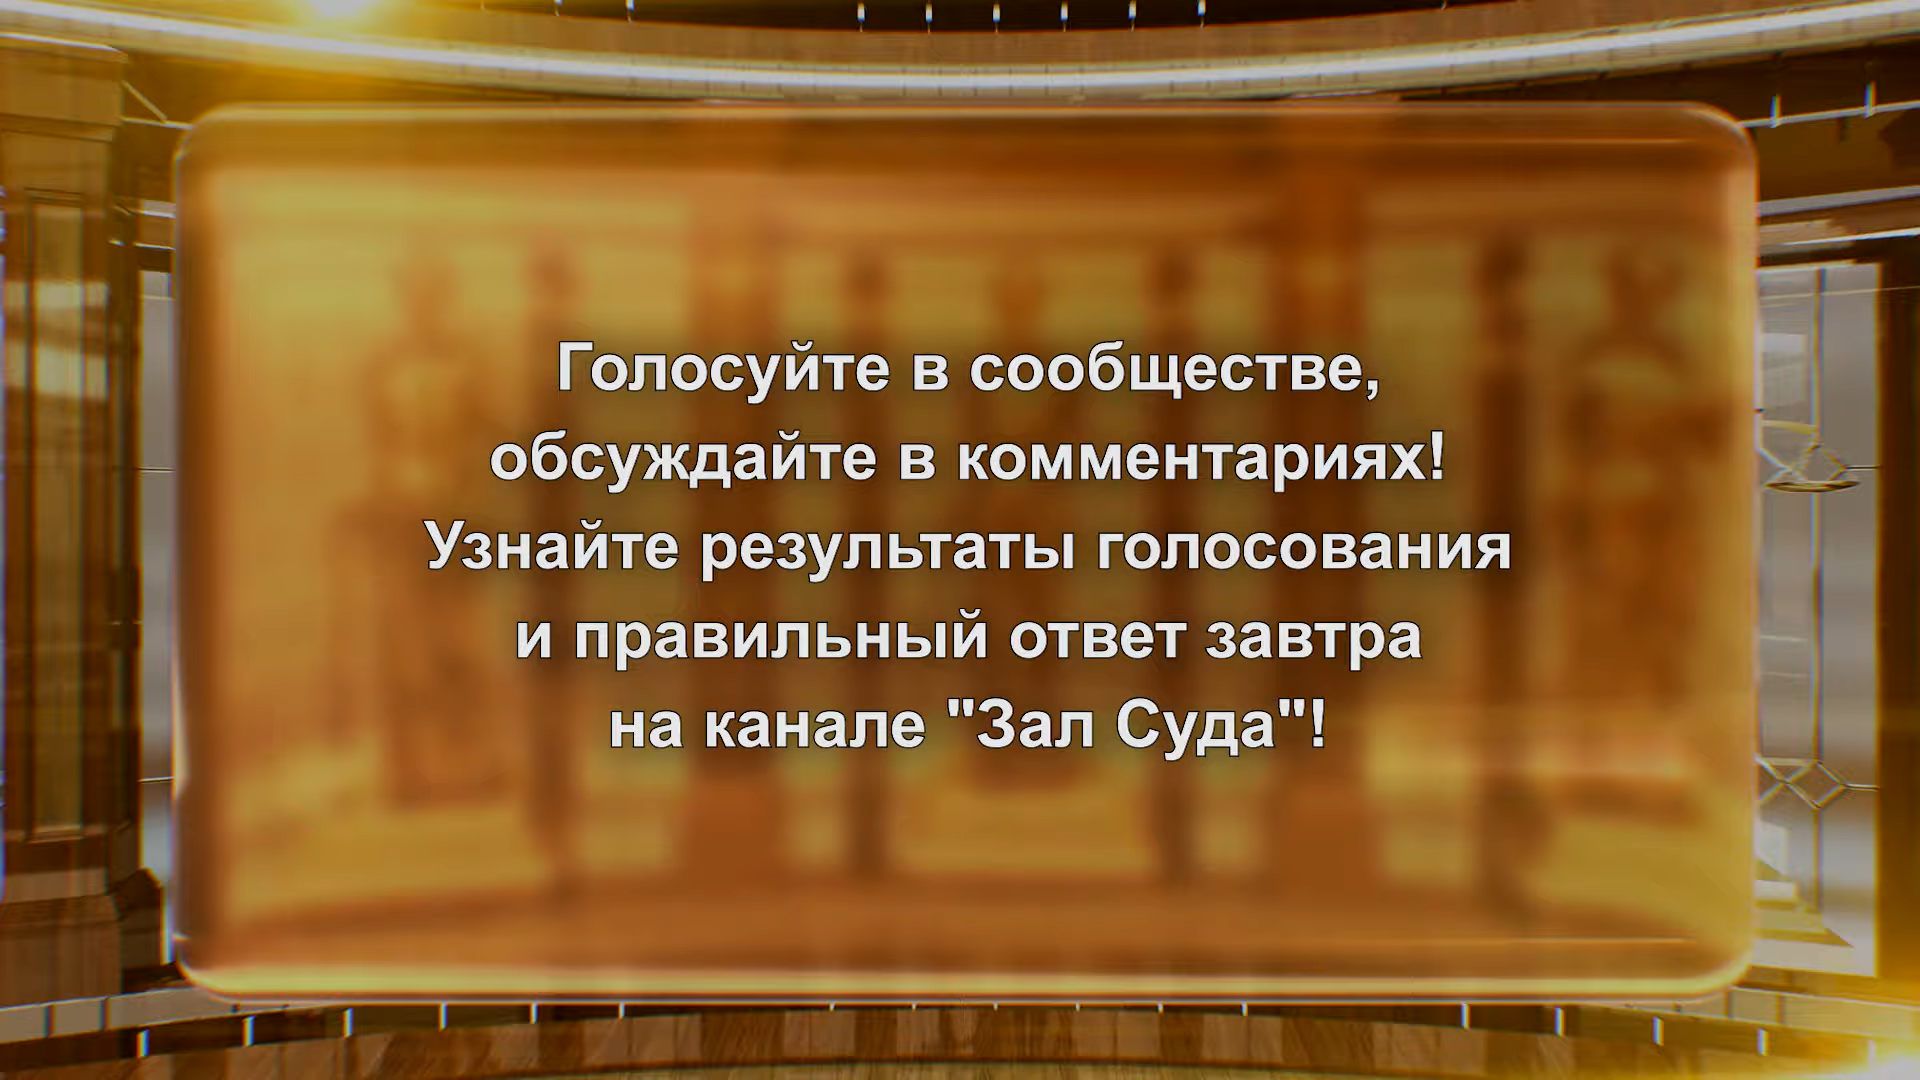 Голосуйте в сообществе,
обсуждайте в комментариях!
Узнайте результаты голосования
и правильный ответ завтра
на канале "Зал Суда"!